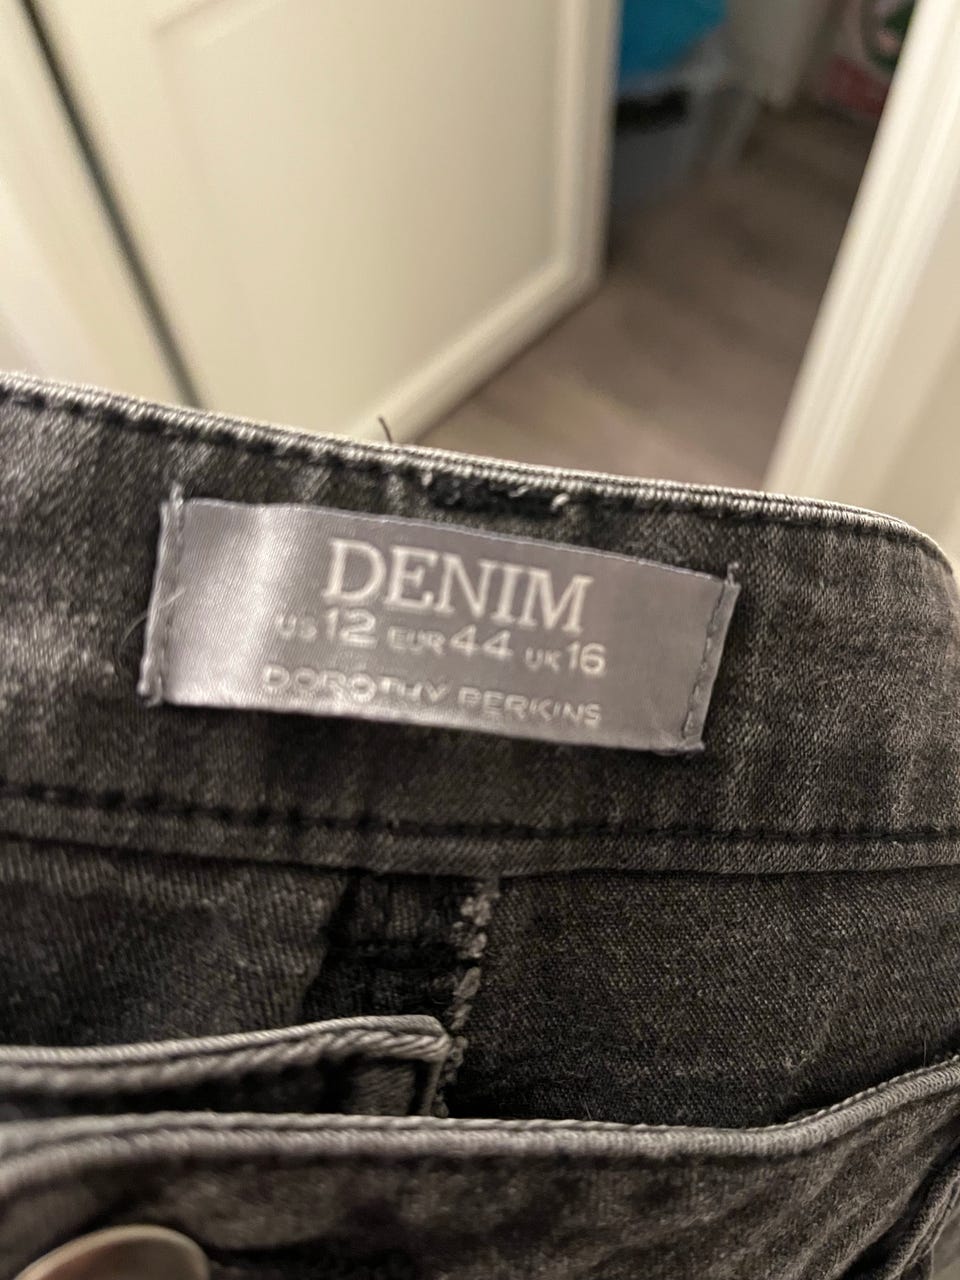 DENIM
US 12 EUR 44 UK 16
DOROTHY PERKINS